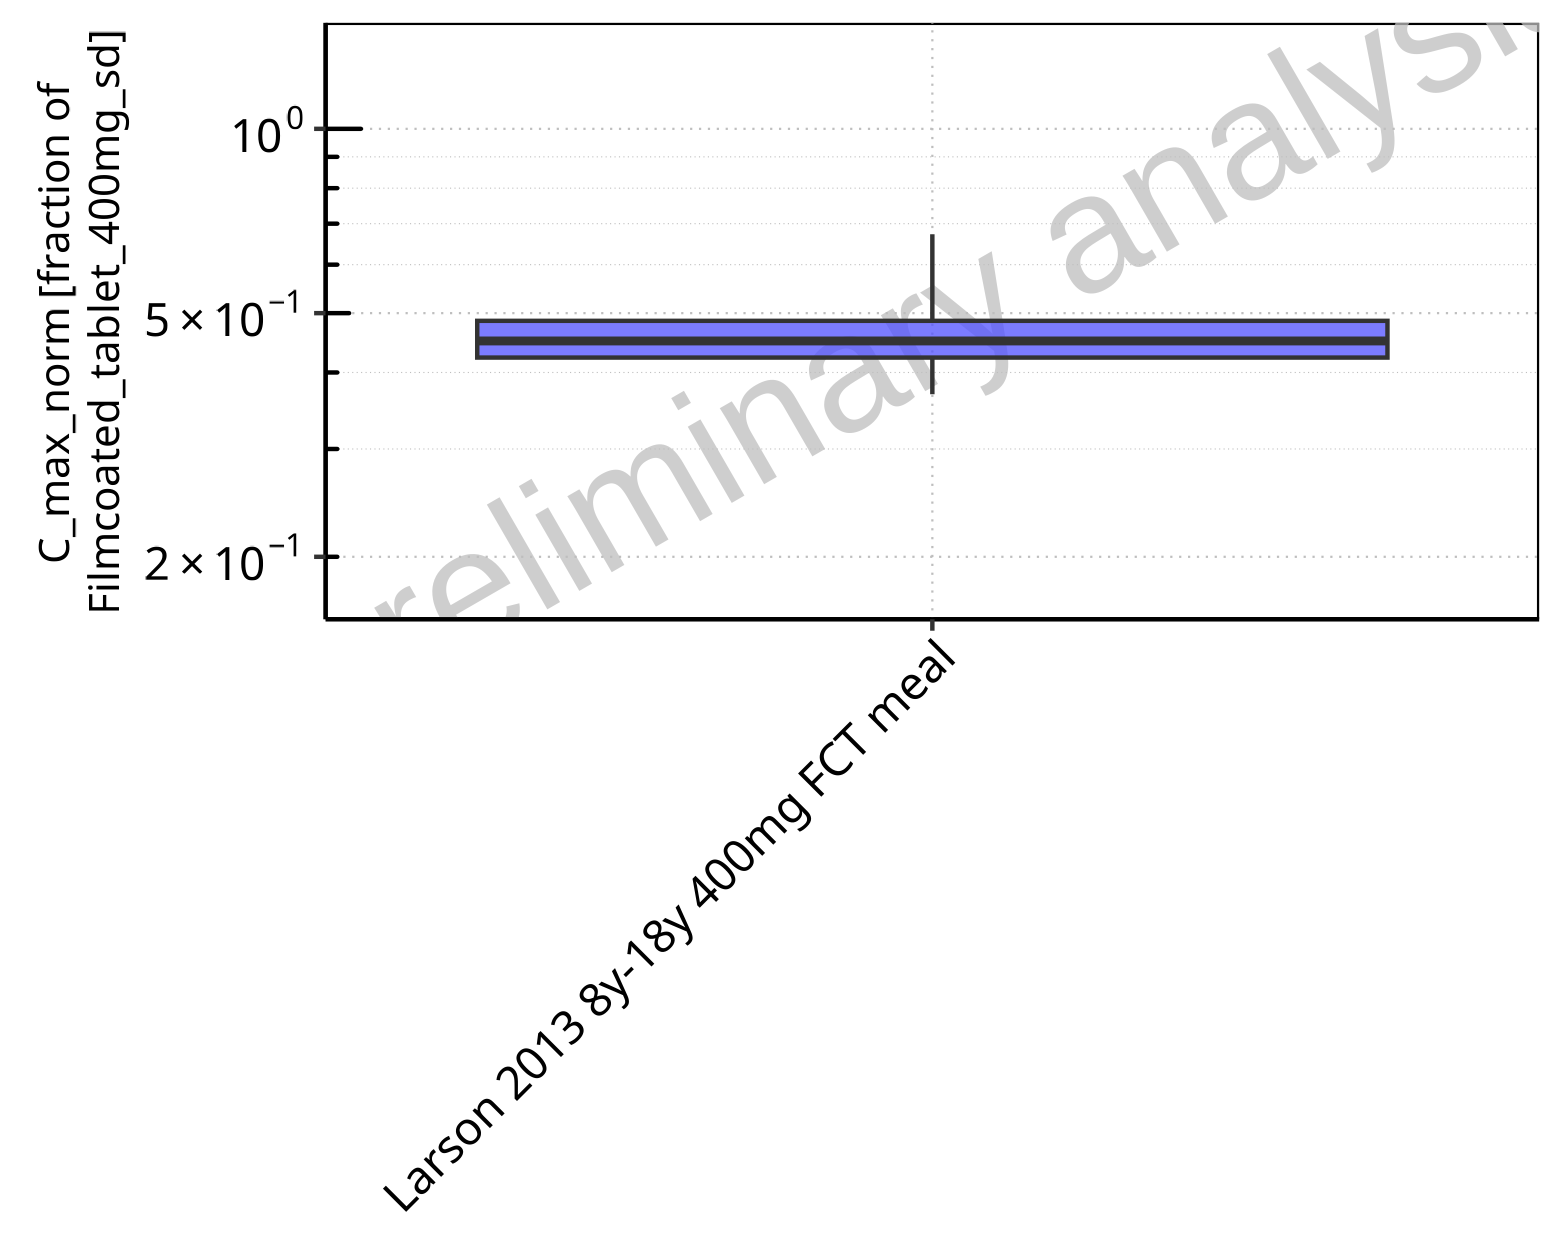 C_max_norm [fraction of
Filmcoated_tablet_400mg_sd]
10⁰
5 × 10⁻¹
2 × 10⁻¹
reliminary analysi
Larson 2013 8y-18y 400mg FCT meal